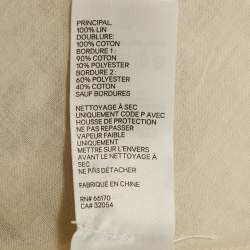 PRINCIPAL:
100% LIN
DOUBLURE:
100% COTON
BORDURE 1 :
90% COTON
10% POLYESTER
BORDURE 2 :
60% POLYESTER
40% COTON
SAUF BORDURES
NETTOYAGE À SEC
UNIQUEMENT CODE P AVEC
HOUSSE DE PROTECTION
NE PAS REPASSER
VAPEUR FAIBLE
UNIQUEMENT
METTRE SUR L'ENVERS
AVANT LE NETTOYAGE À
SEC
NE PAS DÉTACHER
FABRIQUÉ EN CHINE
RN# 66170
CA# 32054